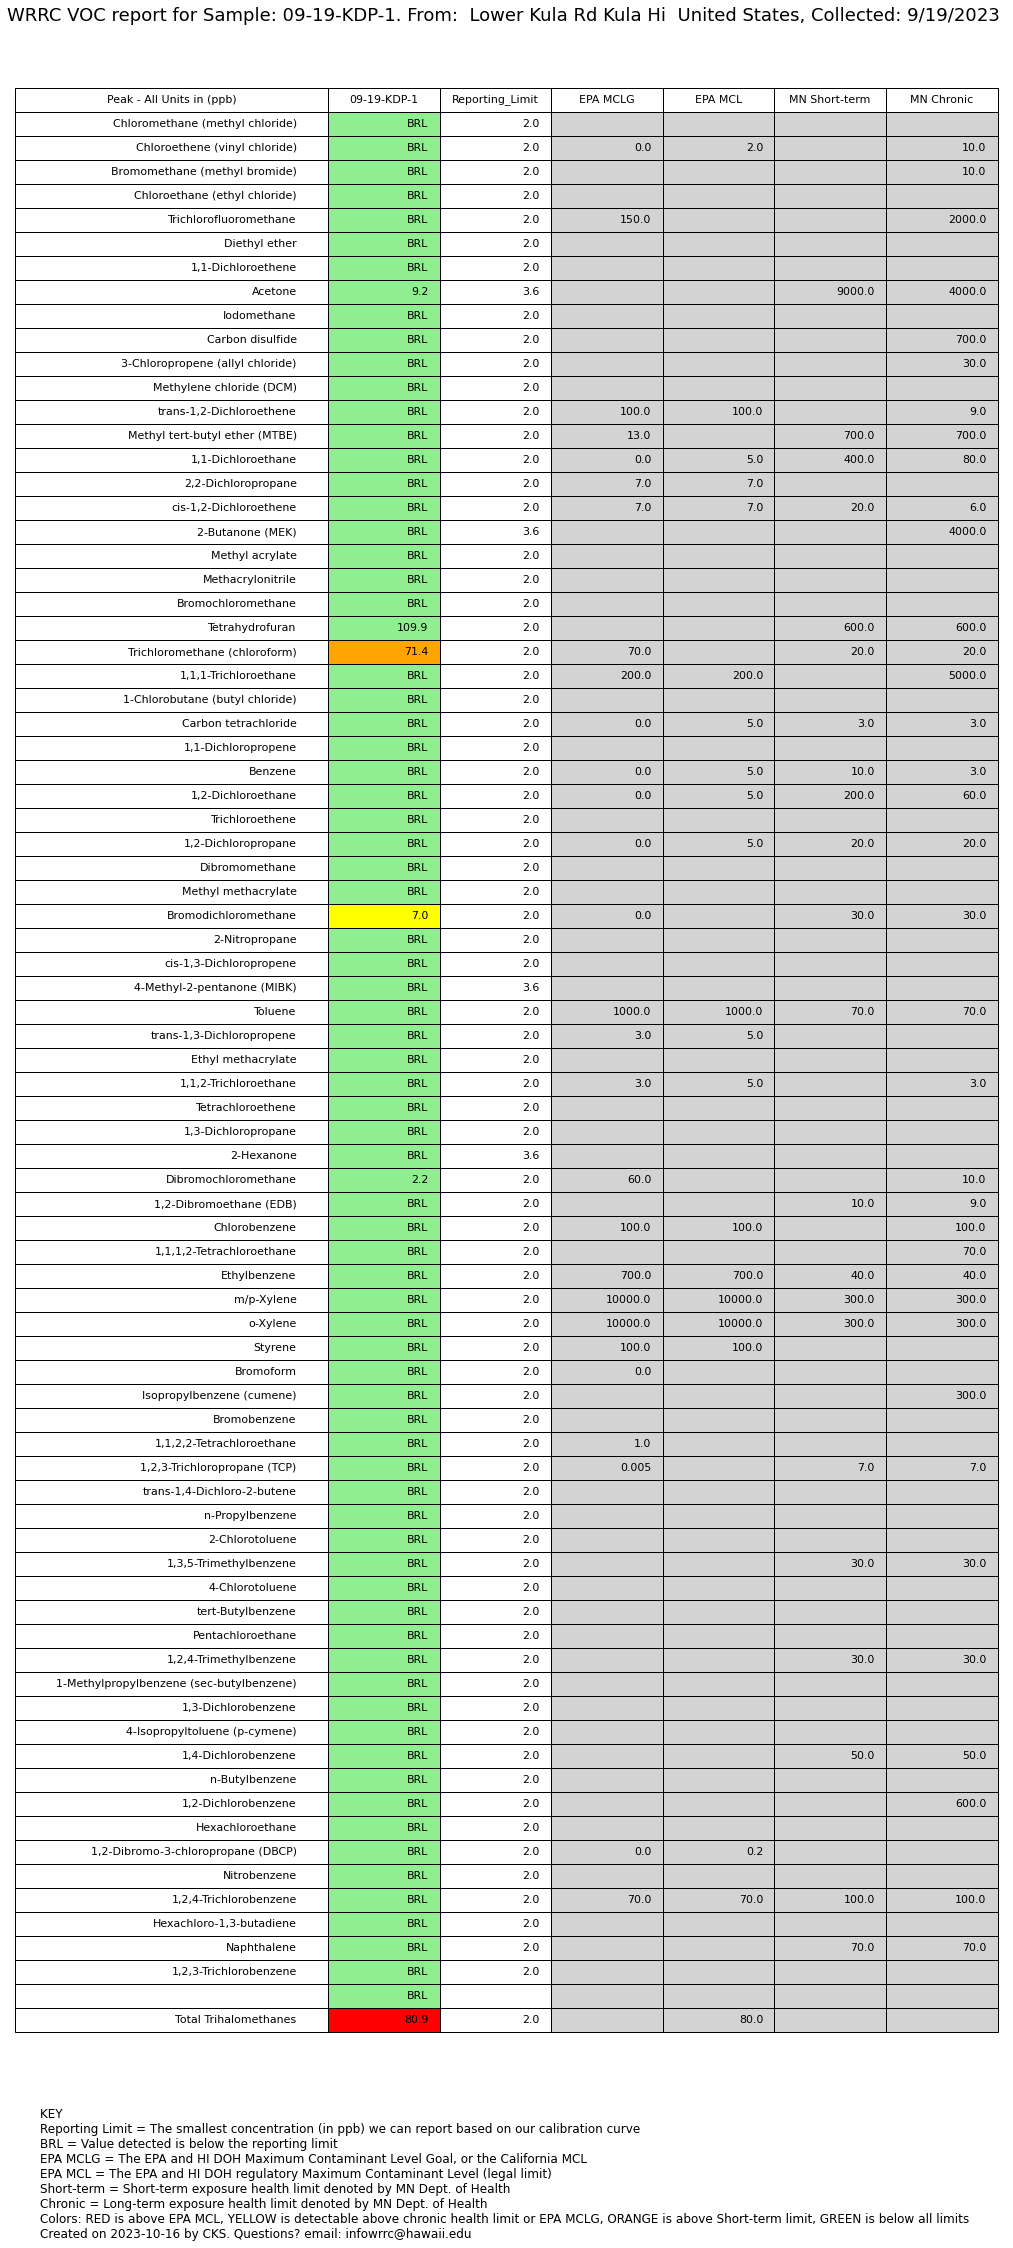 WRRC VOC report for Sample: 09-19-KDP-1. From:  Lower Kula Rd Kula Hi  United States, Collected: 9/19/2023
Peak - All Units in (ppb) 09-19-KDP-1 Reporting_Limit EPA MCLG EPA MCL MN Short-term MN Chronic
Chloromethane (methyl chloride) BRL 2.0
Chloroethene (vinyl chloride) BRL 2.0 0.0 2.0 10.0
Bromomethane (methyl bromide) BRL 2.0 10.0
Chloroethane (ethyl chloride) BRL 2.0
Trichlorofluoromethane BRL 2.0 150.0 2000.0
Diethyl ether BRL 2.0
1,1-Dichloroethene BRL 2.0
Acetone 9.2 3.6 9000.0 4000.0
Iodomethane BRL 2.0
Carbon disulfide BRL 2.0 700.0
3-Chloropropene (allyl chloride) BRL 2.0 30.0
Methylene chloride (DCM) BRL 2.0
trans-1,2-Dichloroethene BRL 2.0 100.0 100.0 9.0
Methyl tert-butyl ether (MTBE) BRL 2.0 13.0 700.0 700.0
1,1-Dichloroethane BRL 2.0 0.0 5.0 400.0 80.0
2,2-Dichloropropane BRL 2.0 7.0 7.0
cis-1,2-Dichloroethene BRL 2.0 7.0 7.0 20.0 6.0
2-Butanone (MEK) BRL 3.6 4000.0
Methyl acrylate BRL 2.0
Methacrylonitrile BRL 2.0
Bromochloromethane BRL 2.0
Tetrahydrofuran 109.9 2.0 600.0 600.0
Trichloromethane (chloroform) 71.4 2.0 70.0 20.0 20.0
1,1,1-Trichloroethane BRL 2.0 200.0 200.0 5000.0
1-Chlorobutane (butyl chloride) BRL 2.0
Carbon tetrachloride BRL 2.0 0.0 5.0 3.0 3.0
1,1-Dichloropropene BRL 2.0
Benzene BRL 2.0 0.0 5.0 10.0 3.0
1,2-Dichloroethane BRL 2.0 0.0 5.0 200.0 60.0
Trichloroethene BRL 2.0
1,2-Dichloropropane BRL 2.0 0.0 5.0 20.0 20.0
Dibromomethane BRL 2.0
Methyl methacrylate BRL 2.0
Bromodichloromethane 7.0 2.0 0.0 30.0 30.0
2-Nitropropane BRL 2.0
cis-1,3-Dichloropropene BRL 2.0
4-Methyl-2-pentanone (MIBK) BRL 3.6
Toluene BRL 2.0 1000.0 1000.0 70.0 70.0
trans-1,3-Dichloropropene BRL 2.0 3.0 5.0
Ethyl methacrylate BRL 2.0
1,1,2-Trichloroethane BRL 2.0 3.0 5.0 3.0
Tetrachloroethene BRL 2.0
1,3-Dichloropropane BRL 2.0
2-Hexanone BRL 3.6
Dibromochloromethane 2.2 2.0 60.0 10.0
1,2-Dibromoethane (EDB) BRL 2.0 10.0 9.0
Chlorobenzene BRL 2.0 100.0 100.0 100.0
1,1,1,2-Tetrachloroethane BRL 2.0 70.0
Ethylbenzene BRL 2.0 700.0 700.0 40.0 40.0
m/p-Xylene BRL 2.0 10000.0 10000.0 300.0 300.0
o-Xylene BRL 2.0 10000.0 10000.0 300.0 300.0
Styrene BRL 2.0 100.0 100.0
Bromoform BRL 2.0 0.0
Isopropylbenzene (cumene) BRL 2.0 300.0
Bromobenzene BRL 2.0
1,1,2,2-Tetrachloroethane BRL 2.0 1.0
1,2,3-Trichloropropane (TCP) BRL 2.0 0.005 7.0 7.0
trans-1,4-Dichloro-2-butene BRL 2.0
n-Propylbenzene BRL 2.0
2-Chlorotoluene BRL 2.0
1,3,5-Trimethylbenzene BRL 2.0 30.0 30.0
4-Chlorotoluene BRL 2.0
tert-Butylbenzene BRL 2.0
Pentachloroethane BRL 2.0
1,2,4-Trimethylbenzene BRL 2.0 30.0 30.0
1-Methylpropylbenzene (sec-butylbenzene) BRL 2.0
1,3-Dichlorobenzene BRL 2.0
4-Isopropyltoluene (p-cymene) BRL 2.0
1,4-Dichlorobenzene BRL 2.0 50.0 50.0
n-Butylbenzene BRL 2.0
1,2-Dichlorobenzene BRL 2.0 600.0
Hexachloroethane BRL 2.0
1,2-Dibromo-3-chloropropane (DBCP) BRL 2.0 0.0 0.2
Nitrobenzene BRL 2.0
1,2,4-Trichlorobenzene BRL 2.0 70.0 70.0 100.0 100.0
Hexachloro-1,3-butadiene BRL 2.0
Naphthalene BRL 2.0 70.0 70.0
1,2,3-Trichlorobenzene BRL 2.0
BRL
Total Trihalomethanes 80.9 2.0 80.0
KEY
Reporting Limit = The smallest concentration (in ppb) we can report based on our calibration curve
BRL = Value detected is below the reporting limit
EPA MCLG = The EPA and HI DOH Maximum Contaminant Level Goal, or the California MCL
EPA MCL = The EPA and HI DOH regulatory Maximum Contaminant Level (legal limit)
Short-term = Short-term exposure health limit denoted by MN Dept. of Health
Chronic = Long-term exposure health limit denoted by MN Dept. of Health
Colors: RED is above EPA MCL, YELLOW is detectable above chronic health limit or EPA MCLG, ORANGE is above Short-term limit, GREEN is below all limits
Created on 2023-10-16 by CKS. Questions? email: infowrrc@hawaii.edu